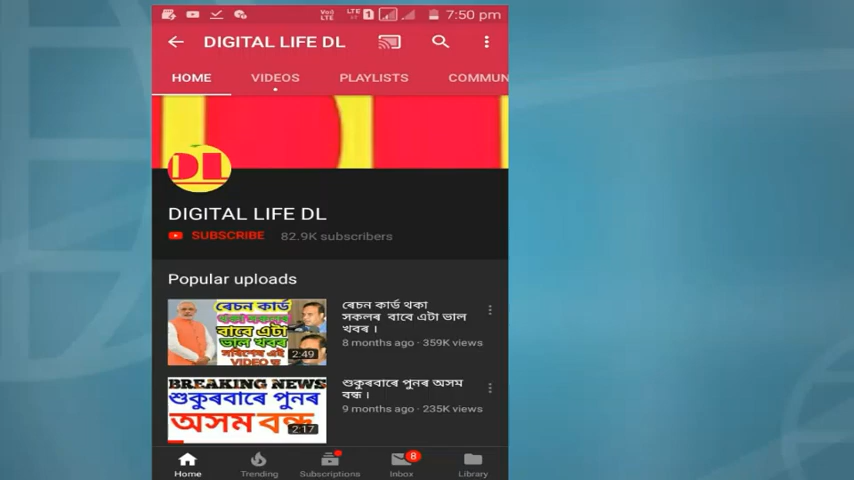 7:50 pm
DIGITAL LIFE DL
HOME VIDEOS PLAYLISTS COMMUN
DL
DIGITAL LIFE DL
SUBSCRIBE 82.9K subscribers
Popular uploads
ৰেচন কাৰ্ড
থকা সকলৰ
বাবে এটা
ভাল খবৰ
2:49
ৰেচন কাৰ্ড থকা
সকলৰ বাবে এটা ভাল
খবৰ ।
8 months ago · 359K views
BREAKING NEWS
শুকুৰবাৰে পুনৰ
অসম বন্ধ
2:17
শুকুৰবাৰে পুনৰ অসম
বন্ধ ।
9 months ago · 235K views
8
Home Trending Subscriptions Inbox Library